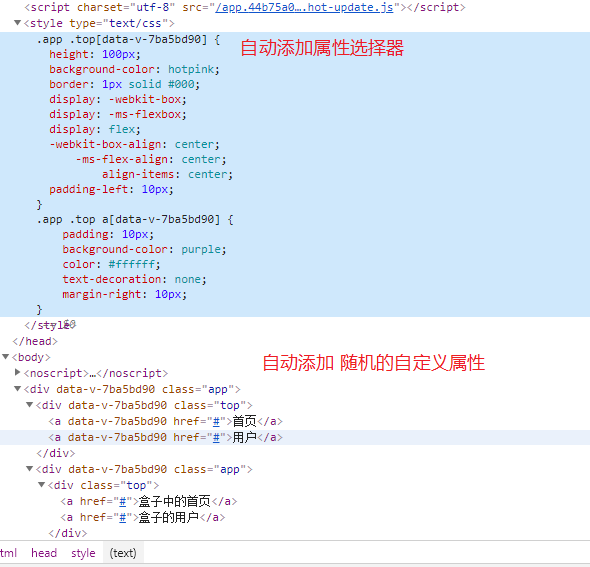 <script charset="utf-8" src="/app.44b75a0….hot-update.js"></script>
<style type="text/css">
.app .top[data-v-7ba5bd90] {
自动添加属性选择器
height: 100px;
background-color: hotpink;
border: 1px solid #000;
display: -webkit-box;
display: -ms-flexbox;
display: flex;
-webkit-box-align: center;
-ms-flex-align: center;
align-items: center;
padding-left: 10px;
}
.app .top a[data-v-7ba5bd90] {
padding: 10px;
background-color: purple;
color: #ffffff;
text-decoration: none;
margin-right: 10px;
}
</style>
</head>
<body>
自动添加 随机的自定义属性
<noscript>…</noscript>
<div data-v-7ba5bd90 class="app">
<div data-v-7ba5bd90 class="top">
<a data-v-7ba5bd90 href="#">首页</a>
<a data-v-7ba5bd90 href="#">用户</a>
</div>
<div data-v-7ba5bd90 class="app">
<div class="top">
<a href="#">盒子中的首页</a>
<a href="#">盒子的用户</a>
</div>
tml head style (text)